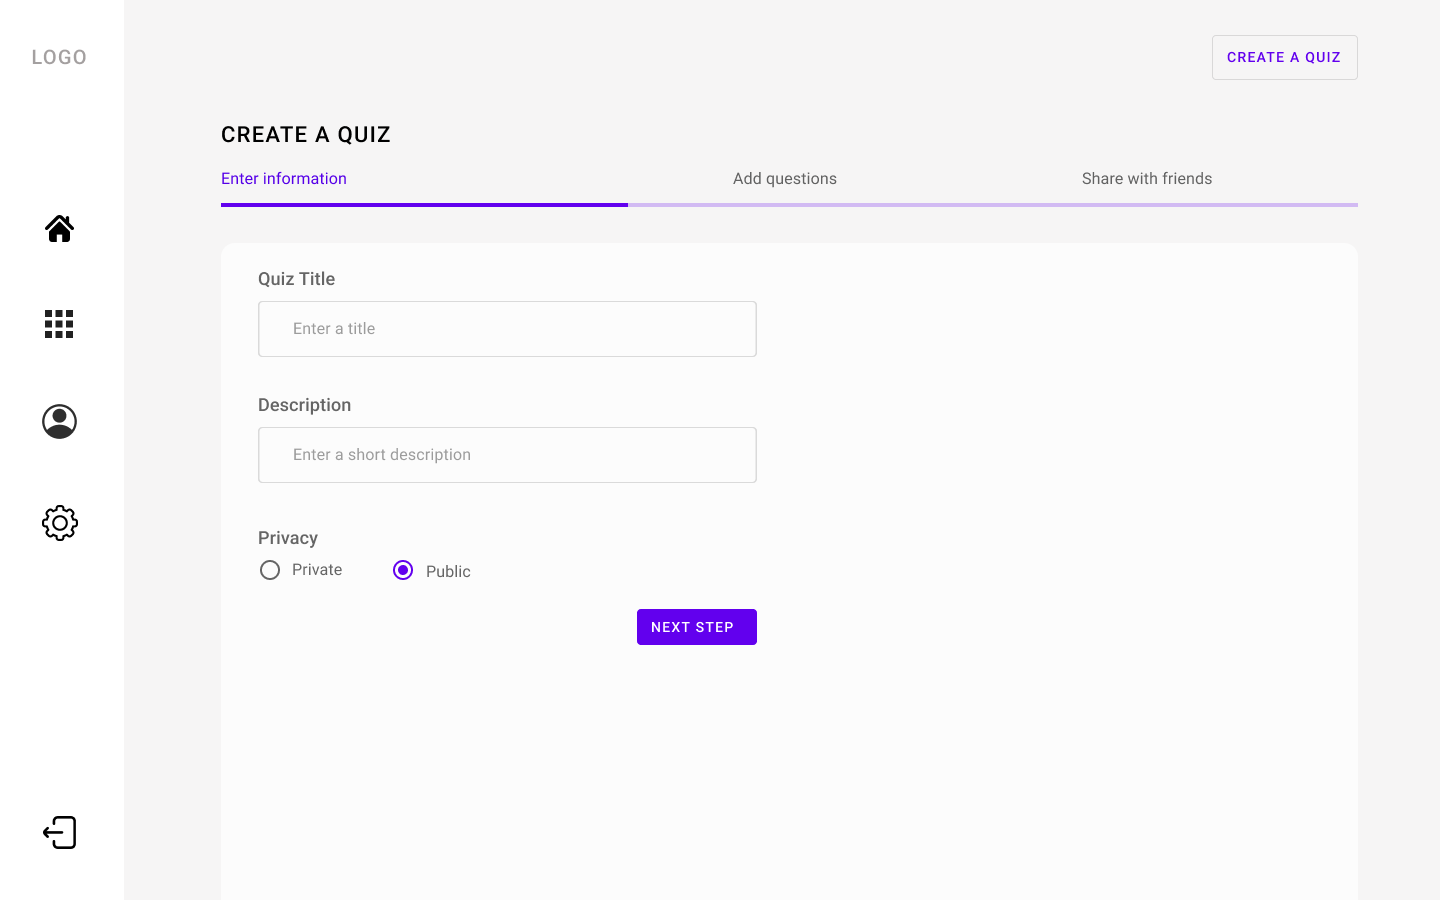 LOGO
CREATE A QUIZ
CREATE A QUIZ
Enter information
Add questions
Share with friends
Quiz Title
Enter a title
Description
Enter a short description
Privacy
Private
Public
NEXT STEP